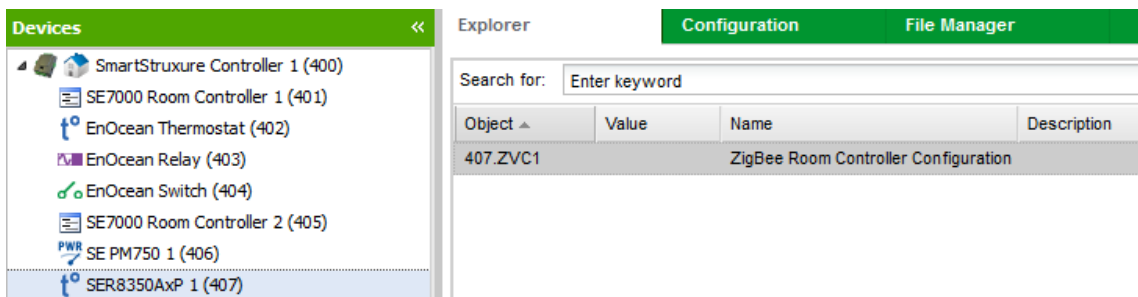 Devices «
SmartStruxure Controller 1 (400)
SE7000 Room Controller 1 (401)
t° EnOcean Thermostat (402)
EnOcean Relay (403)
EnOcean Switch (404)
SE7000 Room Controller 2 (405)
PWR SE PM750 1 (406)
t° SER8350AxP 1 (407)
Explorer Configuration File Manager
Search for: Enter keyword
Object Value Name Description
407.ZVC1 ZigBee Room Controller Configuration